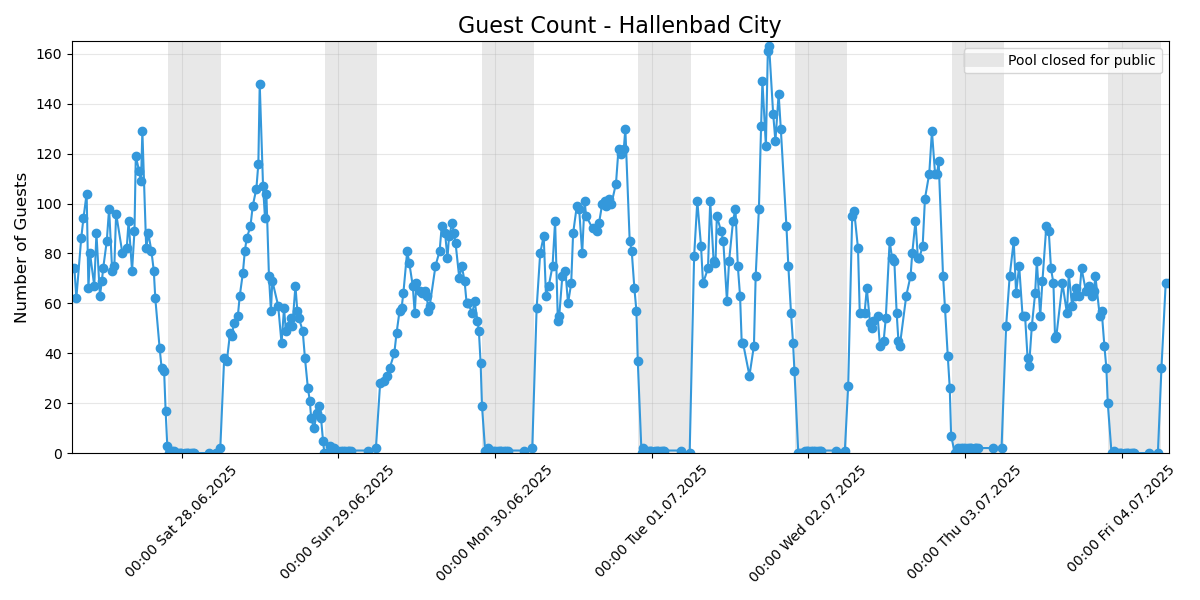 Guest Count - Hallenbad City
Pool closed for public
Number of Guests
160
140
120
100
80
60
40
20
0
00:00 Sat 28.06.2025
00:00 Sun 29.06.2025
00:00 Mon 30.06.2025
00:00 Tue 01.07.2025
00:00 Wed 02.07.2025
00:00 Thu 03.07.2025
00:00 Fri 04.07.2025